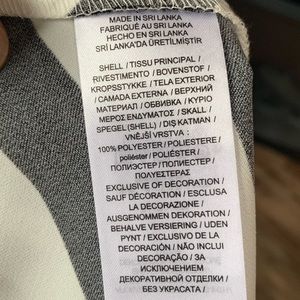 MADE IN SRI LANKA
FABRIQUÉ AU SRI LANKA
HECHO EN SRI LANKA
SRİ LANKA'DA ÜRETİLMİŞTİR
SHELL / TISSU PRINCIPAL /
RIVESTIMENTO / BOVENSTOF /
KROPSSTYKKE / TELA EXTERIOR
/ CAMADA EXTERNA / ВЕРХНИЙ
МАТЕРИАЛ / ОБВИВКА / ΚΥΡΙΟ
ΜΕΡΟΣ ΕΝΔΥΜΑΤΟΣ / SKALL /
SPEGEL (SHELL) / DIŞ KATMAN /
VNĚJŠÍ VRSTVA :
100% POLYESTER / POLIESTERE /
poliéster / POLIÉSTER /
ПОЛИЭСТЕР / ПОЛИЕСТЕР /
ΠΟΛΥΕΣΤΕΡΑΣ
EXCLUSIVE OF DECORATION /
SAUF DÉCORATION / ESCLUSA
LA DECORAZIONE /
AUSGENOMMEN DEKORATION /
BEHALVE VERSIERING / UDEN
PYNT / EXCLUSIVO DE LA
DECORACIÓN / NÃO INCLUI
DECORAÇÃO / ЗА
ИСКЛЮЧЕНИЕМ
ДЕКОРАТИВНОЙ ОТДЕЛКИ /
БЕЗ УКРАСАТА /